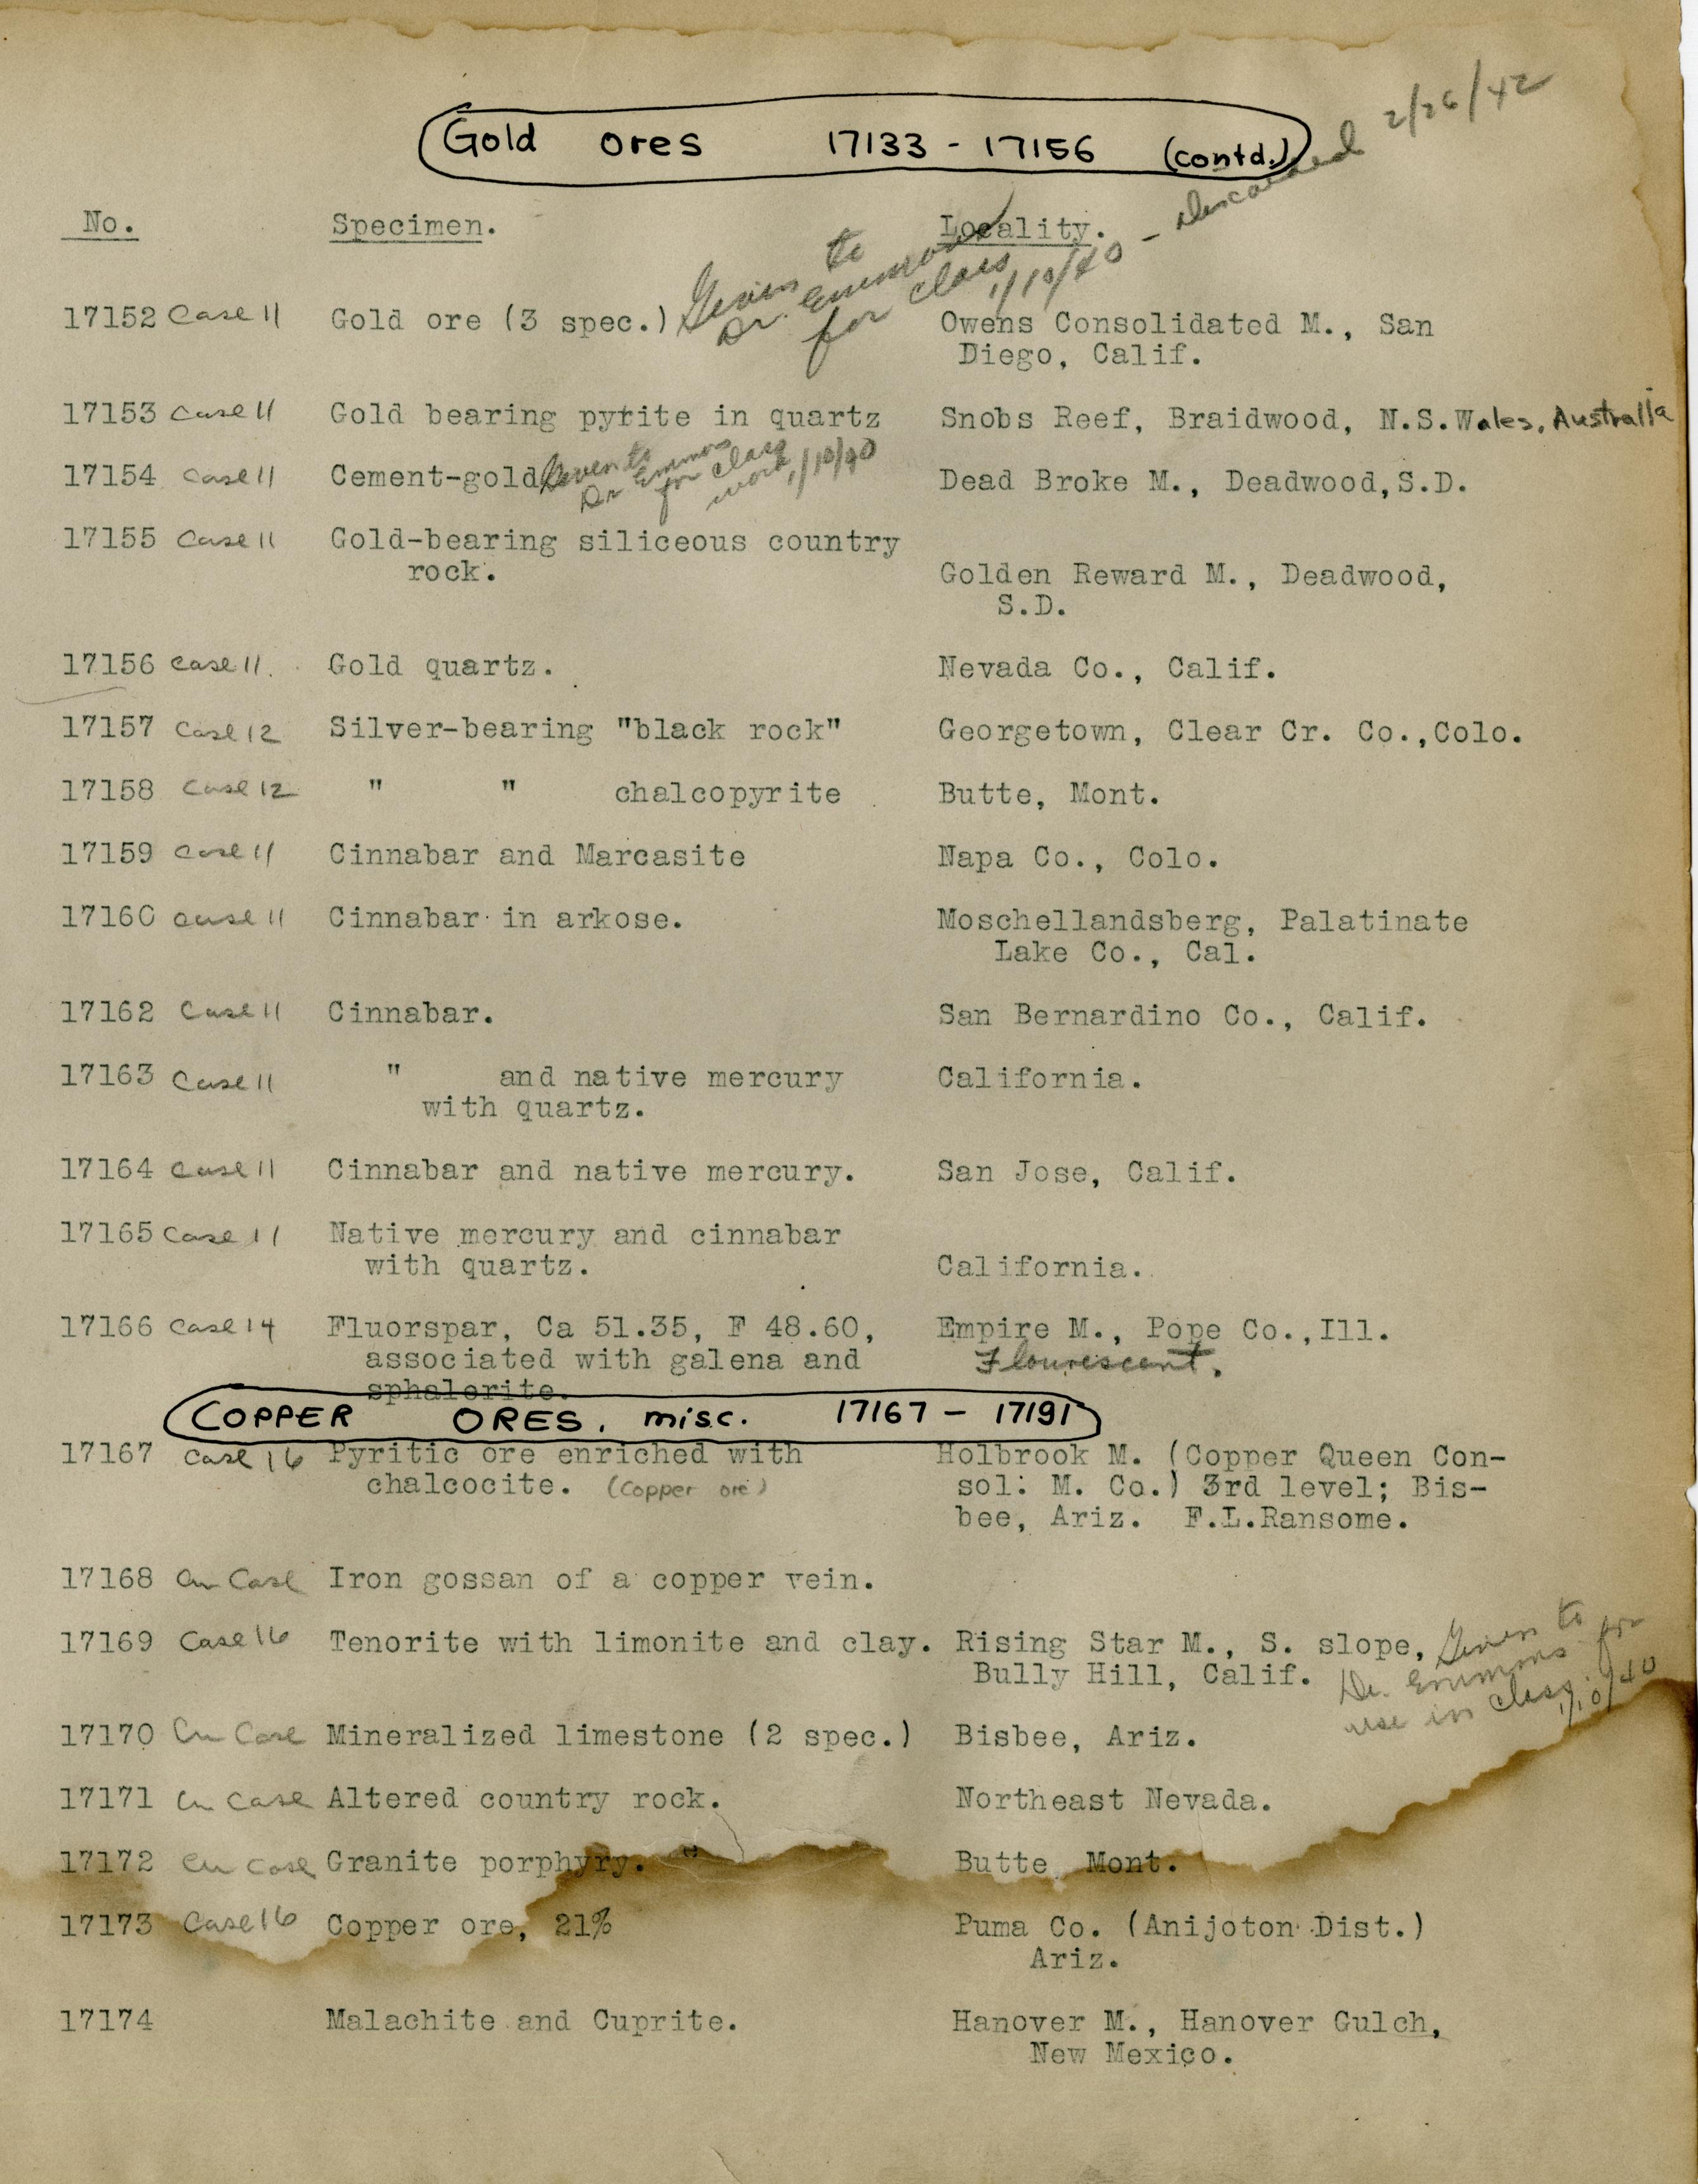 Gold ores 17133 - 17156 (contd.)
No. Specimen. Locality.
Given to
Dr. Emmons
for class
1/10/40 - discarded 2/26/42
17152 Case 11 Gold ore (3 spec.) Owens Consolidated M., San
Diego, Calif.
17153 Case 11 Gold bearing pyrite in quartz Snobs Reef, Braidwood, N.S.Wales, Australia
17154 Case 11 Cement-gold Dead Broke M., Deadwood,S.D.
Given to
Dr Emmons
for class
work, 1/10/40
17155 Case 11 Gold-bearing siliceous country
rock.
Golden Reward M., Deadwood,
S.D.
17156 Case 11. Gold quartz. Nevada Co., Calif.
17157 Case 12 Silver-bearing "black rock" Georgetown, Clear Cr. Co.,Colo.
17158 Case 12 " " chalcopyrite Butte, Mont.
17159 Case 11 Cinnabar and Marcasite Napa Co., Colo.
17160 Case 11 Cinnabar in arkose. Moschellandsberg, Palatinate
Lake Co., Cal.
17162 Case 11 Cinnabar. San Bernardino Co., Calif.
17163 Case 11 " and native mercury California.
with quartz.
17164 Case 11 Cinnabar and native mercury. San Jose, Calif.
17165 Case 11 Native mercury and cinnabar
with quartz. California.
17166 Case 14 Fluorspar, Ca 51.35, F 48.60, Empire M., Pope Co.,Ill.
associated with galena and Flourescent.
sphalerite.
COPPER ORES. misc. 17167 - 17191
17167 Case 16 Pyritic ore enriched with Holbrook M. (Copper Queen Con-
chalcocite. (Copper ore) sol: M. Co.) 3rd level; Bis-
bee, Ariz. F.L.Ransome.
17168 In Case Iron gossan of a copper vein.
17169 Case 16 Tenorite with limonite and clay. Rising Star M., S. slope,
Bully Hill, Calif.
Given to
Dr. Emmons for
use in class. 1/10/40
17170 In Case Mineralized limestone (2 spec.) Bisbee, Ariz.
17171 In Case Altered country rock. Northeast Nevada.
17172 In Case Granite porphyry. Butte Mont.
17173 Case 16 Copper ore, 21% Puma Co. (Anijoton Dist.)
Ariz.
17174 Malachite and Cuprite. Hanover M., Hanover Gulch,
New Mexico.